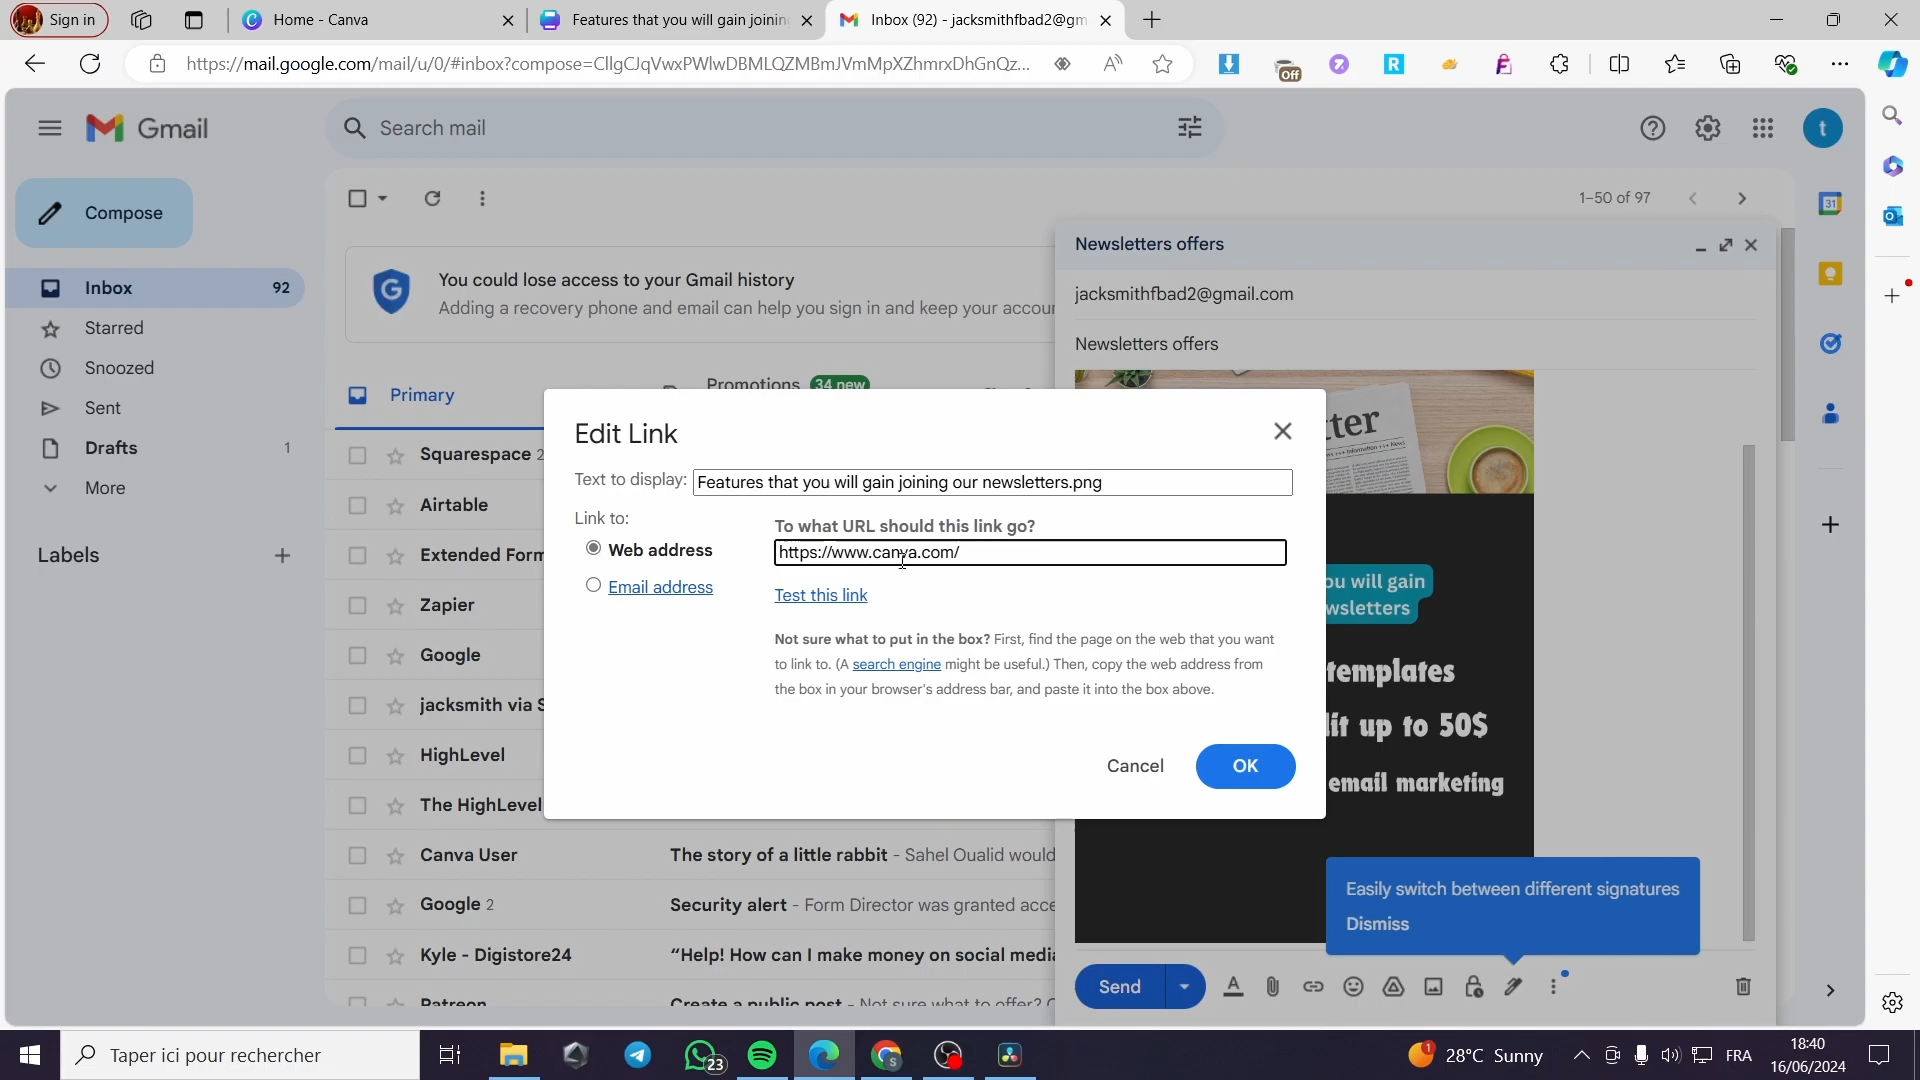 Sign in
Home - Canva
Features that you will gain joinin
Inbox (92) - jacksmithfbad2@gm
https://mail.google.com/mail/u/0/#inbox?compose=CllgCJqVwxPWlwDBMLQZMBmJVmMpXZhmrxDhGnQz...
Off
Gmail
Search mail
Compose
1–50 of 97
Newsletters offers
Inbox 92
Starred
Snoozed
Sent
Drafts 1
More
Labels
You could lose access to your Gmail history
Adding a recovery phone and email can help you sign in and keep your accour
jacksmithfbad2@gmail.com
Newsletters offers
Primary
Promotions 34 new
Squarespace 2
Airtable
Extended Form
Zapier
Google
jacksmith via S
HighLevel
The HighLevel
Canva User The story of a little rabbit - Sahel Oualid would
Google 2 Security alert - Form Director was granted acce
Kyle - Digistore24 “Help! How can I make money on social media
Patreon Create a public post - Not sure what to offer? C
Edit Link
Text to display: Features that you will gain joining our newsletters.png
Link to:
Web address
Email address
To what URL should this link go?
https://www.canva.com/
Test this link
Not sure what to put in the box? First, find the page on the web that you want
to link to. (A search engine might be useful.) Then, copy the web address from
the box in your browser's address bar, and paste it into the box above.
Cancel
OK
tter
ou will gain
wsletters
templates
lit up to 50$
email marketing
Easily switch between different signatures
Dismiss
Send
Taper ici pour rechercher
23
28°C Sunny
FRA
18:40
16/06/2024